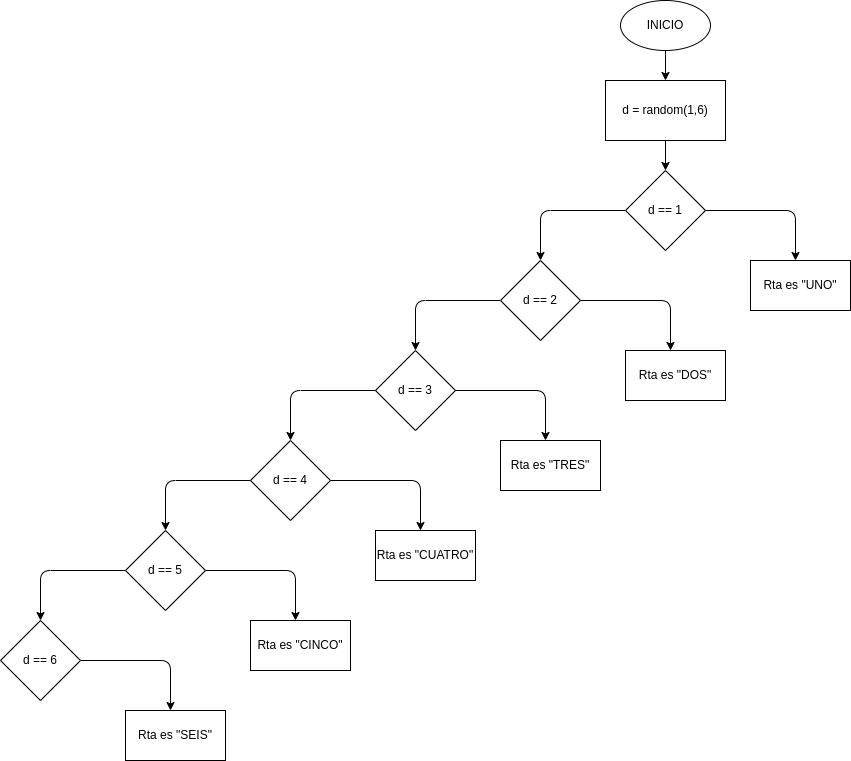 INICIO
d = random(1,6)
d == 1
Rta es "UNO"
d == 2
Rta es "DOS"
d == 3
Rta es "TRES"
d == 4
Rta es "CUATRO"
d == 5
Rta es "CINCO"
d == 6
Rta es "SEIS"